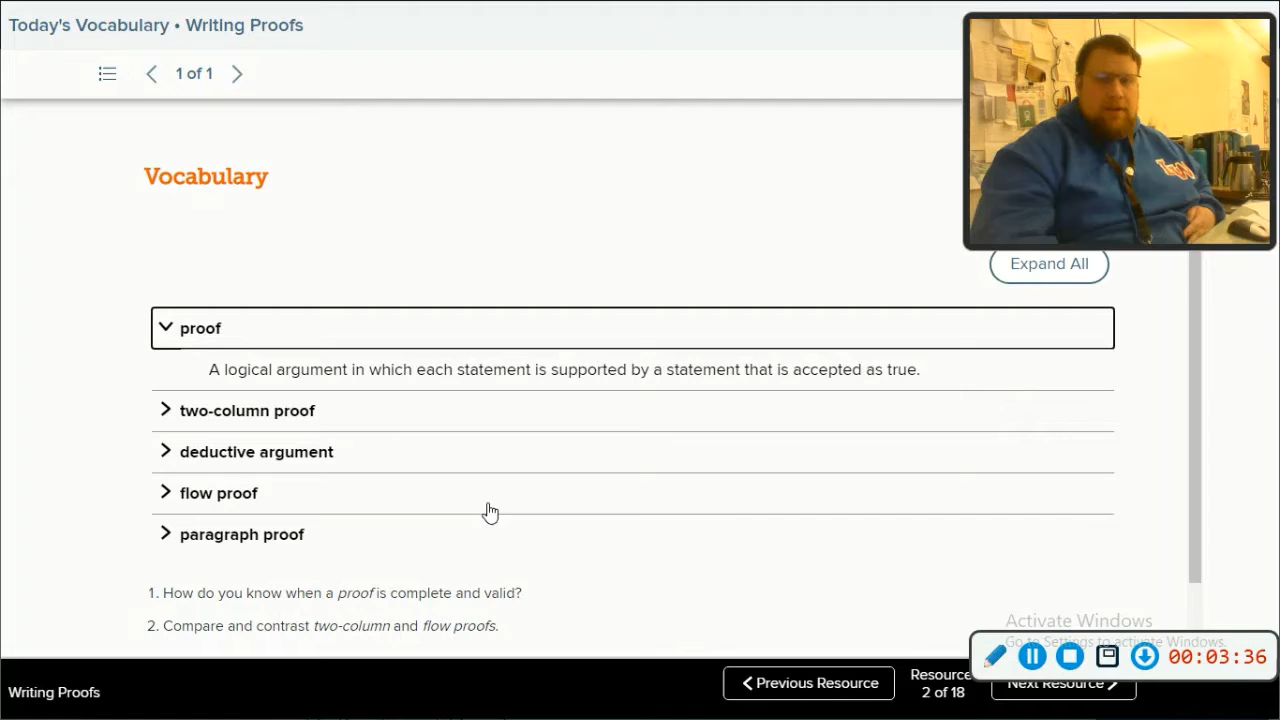 Today's Vocabulary • Writing Proofs
1 of 1
Vocabulary
Expand All
proof
A logical argument in which each statement is supported by a statement that is accepted as true.
two-column proof
deductive argument
flow proof
paragraph proof
1. How do you know when a proof is complete and valid?
2. Compare and contrast two-column and flow proofs.
Activate Windows
Go to Settings to activate Windows.
00:03:36
Writing Proofs
Previous Resource
Resource
2 of 18
Next Resource